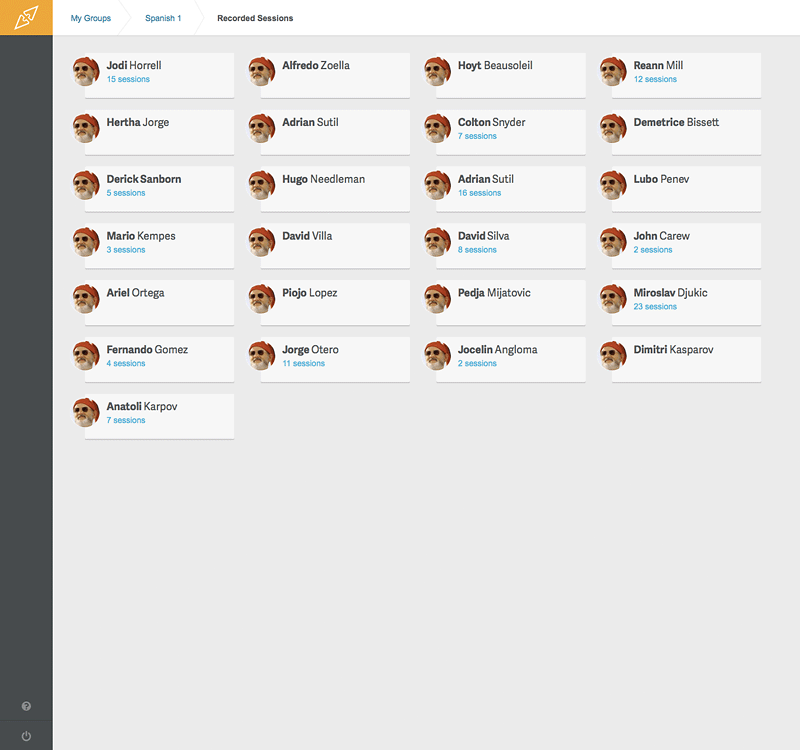 My Groups
Spanish 1
Recorded Sessions
Jodi Horrell
15 sessions
Alfredo Zoella
Hoyt Beausoleil
Reann Mill
12 sessions
Hertha Jorge
Adrian Sutil
Colton Snyder
7 sessions
Demetrice Bissett
Derick Sanborn
5 sessions
Hugo Needleman
Adrian Sutil
16 sessions
Lubo Penev
Mario Kempes
3 sessions
David Villa
David Silva
8 sessions
John Carew
2 sessions
Ariel Ortega
Piojo Lopez
Pedja Mijatovic
Miroslav Djukic
23 sessions
Fernando Gomez
4 sessions
Jorge Otero
11 sessions
Jocelin Angloma
2 sessions
Dimitri Kasparov
Anatoli Karpov
7 sessions